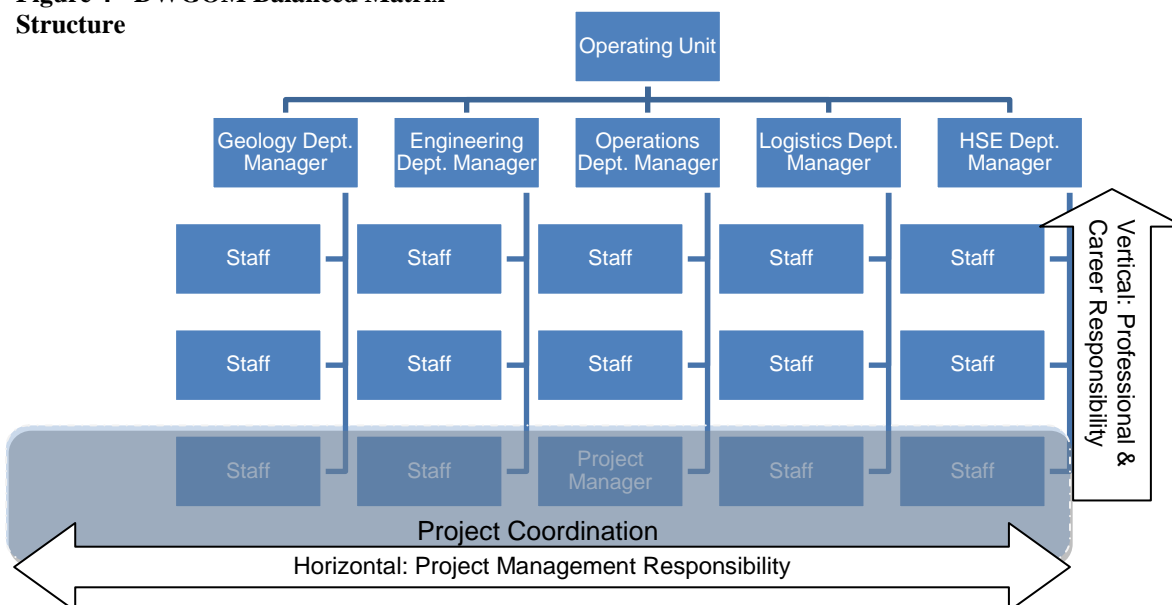 Structure
Operating Unit
Geology Dept.
Manager
Engineering
Dept. Manager
Operations
Dept. Manager
Logistics Dept.
Manager
HSE Dept.
Manager
Staff
Staff
Staff
Staff
Staff
Staff
Staff
Staff
Staff
Staff
Staff
Staff
Project
Manager
Staff
Staff
Vertical: Professional &
Career Responsibility
Project Coordination
Horizontal: Project Management Responsibility